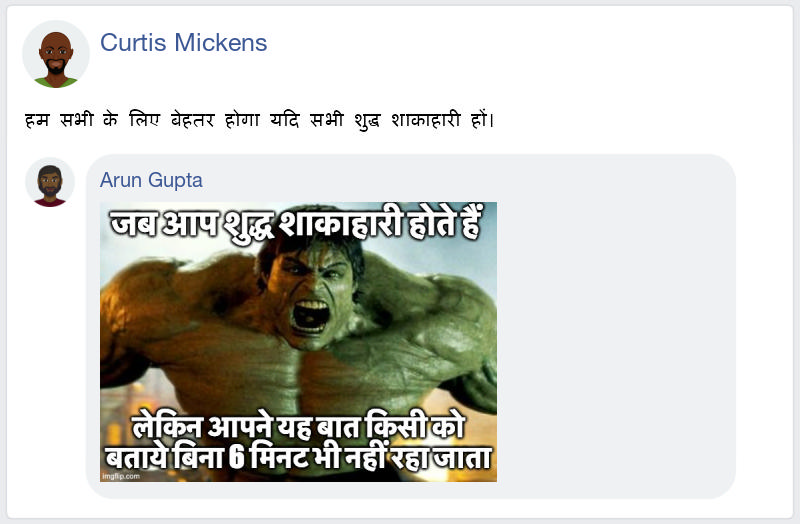 Curtis Mickens
हम सभी के लिए बेहतर होगा यदि सभी शुद्ध शाकाहारी हों।
Arun Gupta
जब आप शुद्ध शाकाहारी होते हैं
लेकिन आपने यह बात किसी को
बताये बिना 6 मिनट भी नहीं रहा जाता
imgflip.com